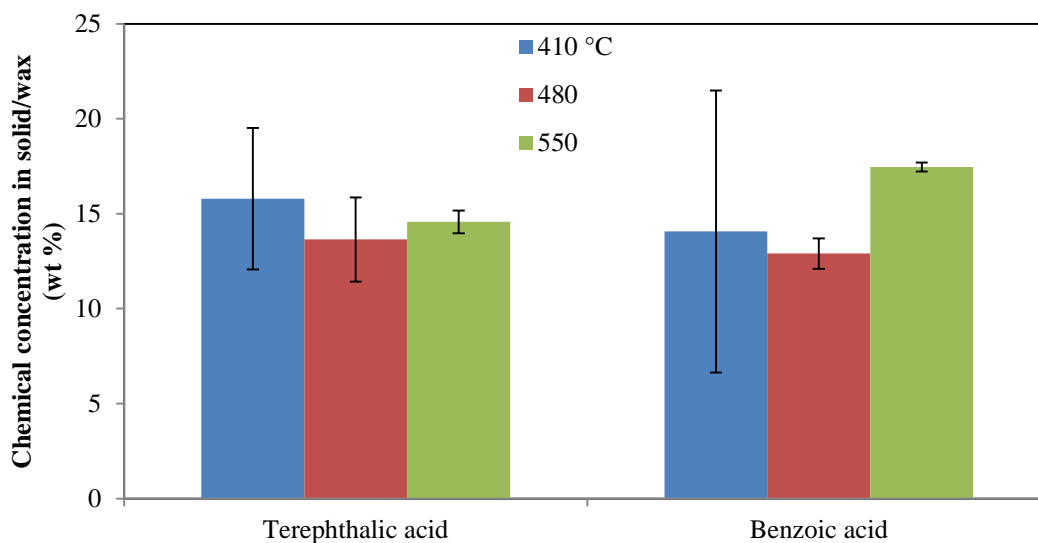 Chemical concentration in solid/wax
(wt %)
25
20
15
10
5
0
410 °C
480
550
Terephthalic acid
Benzoic acid